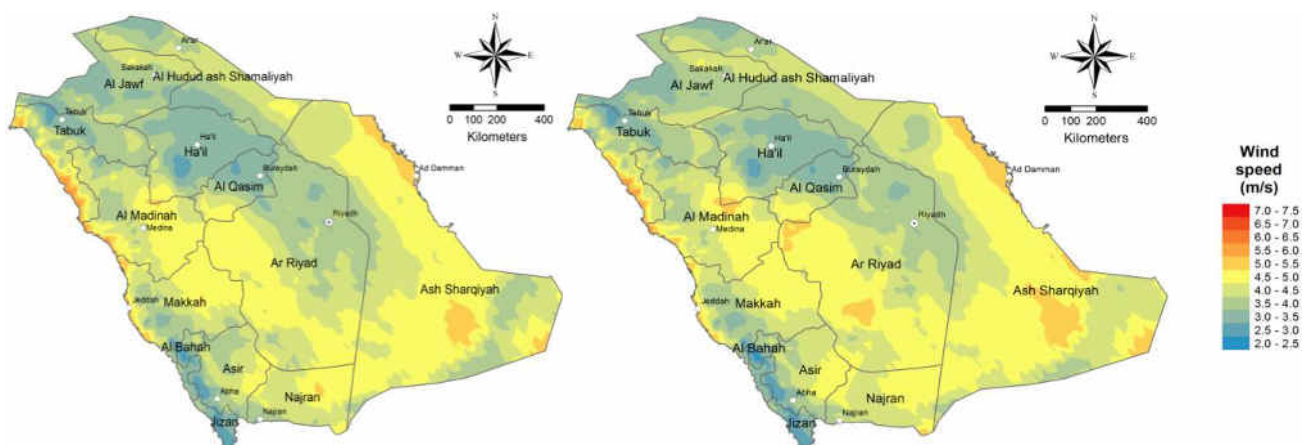 N
W E
S
0 100 200 400
Kilometers
Arar
Sakakah
Al Jawf
Al Hudud ash Shamaliyah
Tabuk
Tabuk
Ha'il
Ha'il
Buraydah
Al Qasim
Ad Damman
Al Madinah
Medina
Riyadh
Ar Riyad
Ash Sharqiyah
Jeddah
Makkah
Al Bahah
Asir
Abha
Najran
Najran
Jizan
N
W E
S
0 100 200 400
Kilometers
Arar
Sakakah
Al Jawf
Al Hudud ash Shamaliyah
Tabuk
Tabuk
Ha'il
Ha'il
Buraydah
Al Qasim
Ad Damman
Al Madinah
Medina
Riyadh
Ar Riyad
Ash Sharqiyah
Jeddah
Makkah
Al Bahah
Asir
Abha
Najran
Najran
Jizan
Wind
speed
(m/s)
7.0 - 7.5
6.5 - 7.0
6.0 - 6.5
5.5 - 6.0
5.0 - 5.5
4.5 - 5.0
4.0 - 4.5
3.5 - 4.0
3.0 - 3.5
2.5 - 3.0
2.0 - 2.5